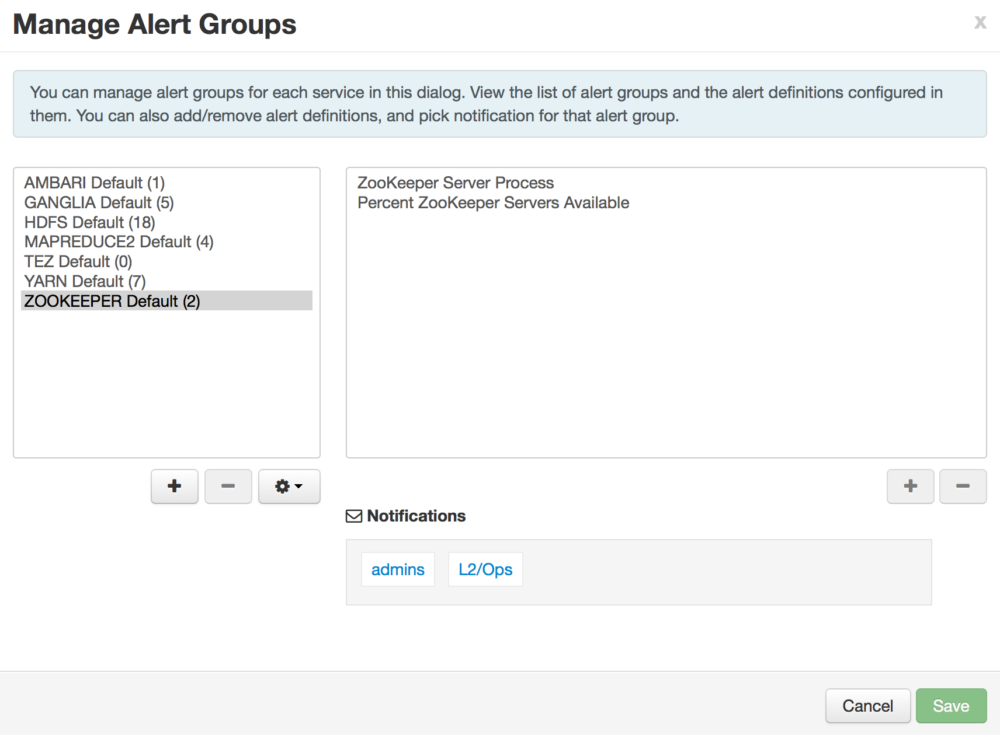 Manage Alert Groups
x
You can manage alert groups for each service in this dialog. View the list of alert groups and the alert definitions configured in
them. You can also add/remove alert definitions, and pick notification for that alert group.
AMBARI Default (1)
GANGLIA Default (5)
HDFS Default (18)
MAPREDUCE2 Default (4)
TEZ Default (0)
YARN Default (7)
ZOOKEEPER Default (2)
ZooKeeper Server Process
Percent ZooKeeper Servers Available
Notifications
admins
L2/Ops
Cancel
Save